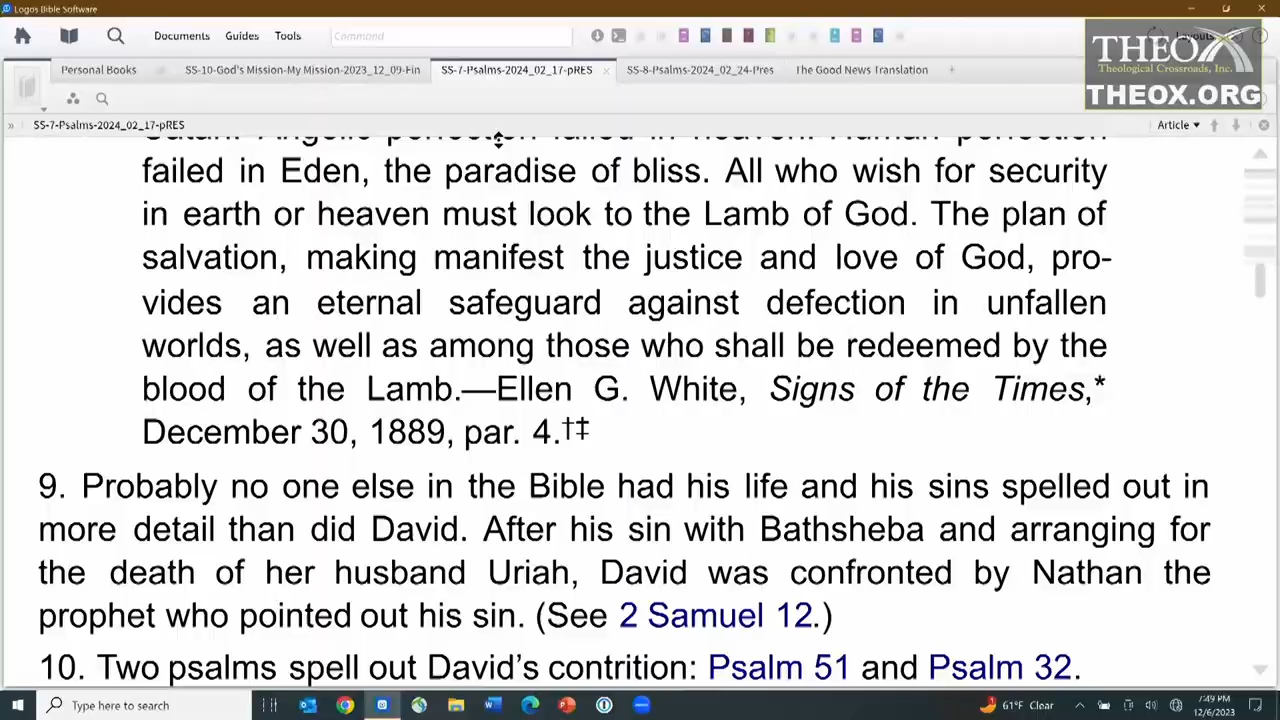 Logos Bible Software
Documents Guides Tools Command
THEOX
Theological Crossroads, Inc.
THEOX.ORG
Personal Books SS-10-God's Mission-My Mission-2023_12_09-Fin SS-7-Psalms-2024_02_17-pRES SS-8-Psalms-2024_02_24-Pres The Good News Translation
SS-7-Psalms-2024_02_17-pRES Article
failed in Eden, the paradise of bliss. All who wish for security
in earth or heaven must look to the Lamb of God. The plan of
salvation, making manifest the justice and love of God, pro-
vides an eternal safeguard against defection in unfallen
worlds, as well as among those who shall be redeemed by the
blood of the Lamb.—Ellen G. White, Signs of the Times,*
December 30, 1889, par. 4.†‡
9. Probably no one else in the Bible had his life and his sins spelled out in
more detail than did David. After his sin with Bathsheba and arranging for
the death of her husband Uriah, David was confronted by Nathan the
prophet who pointed out his sin. (See 2 Samuel 12.)
10. Two psalms spell out David's contrition: Psalm 51 and Psalm 32.
Type here to search
61°F Clear
7:49 PM
12/6/2023